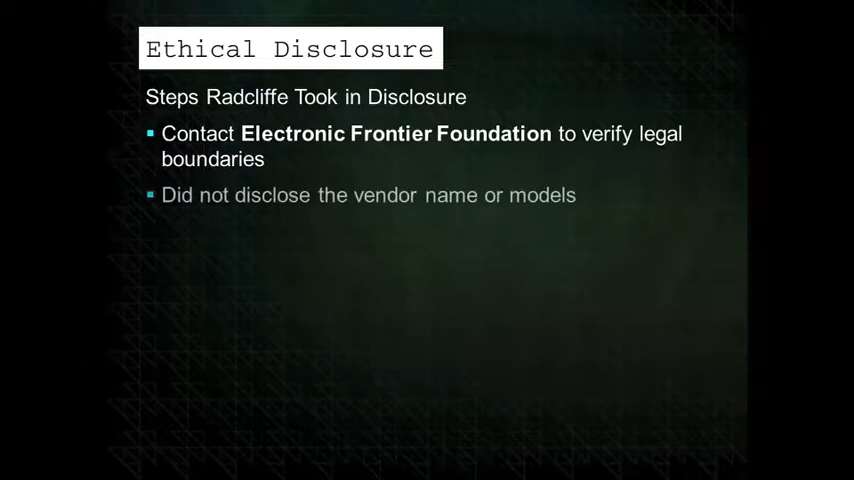 Ethical Disclosure
Steps Radcliffe Took in Disclosure
Contact Electronic Frontier Foundation to verify legal
boundaries
Did not disclose the vendor name or models